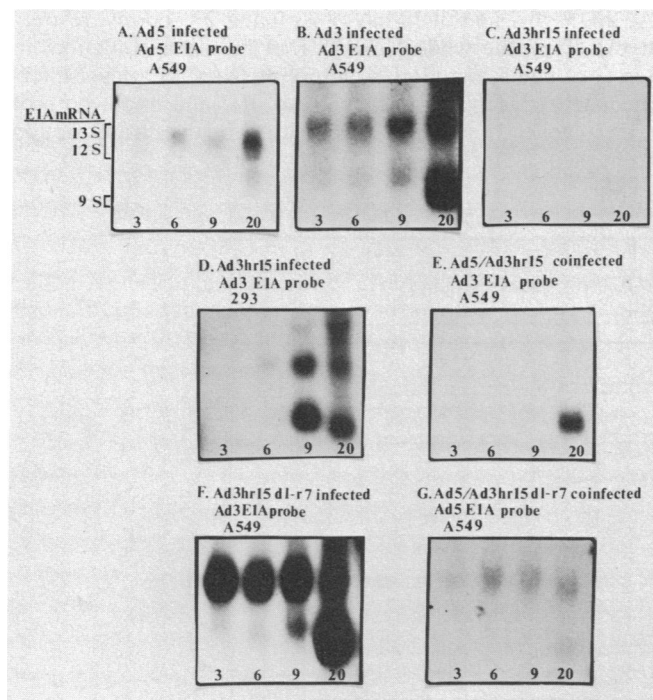 A. Ad5 infected
Ad5 E1A probe
A549
B. Ad3 infected
Ad3 E1A probe
A549
C. Ad3hr15 infected
Ad3 E1A probe
A549
E1A mRNA
13 S
12 S
9 S
3 6 9 20
3 6 9 20
3 6 9 20
D. Ad3hr15 infected
Ad3 E1A probe
293
E. Ad5/Ad3hr15 coinfected
Ad3 E1A probe
A549
3 6 9 20
3 6 9 20
F. Ad3hr15 dl-r7 infected
Ad3 E1A probe
A549
G. Ad5/Ad3hr15 dl-r7 coinfected
Ad5 E1A probe
A549
3 6 9 20
3 6 9 20